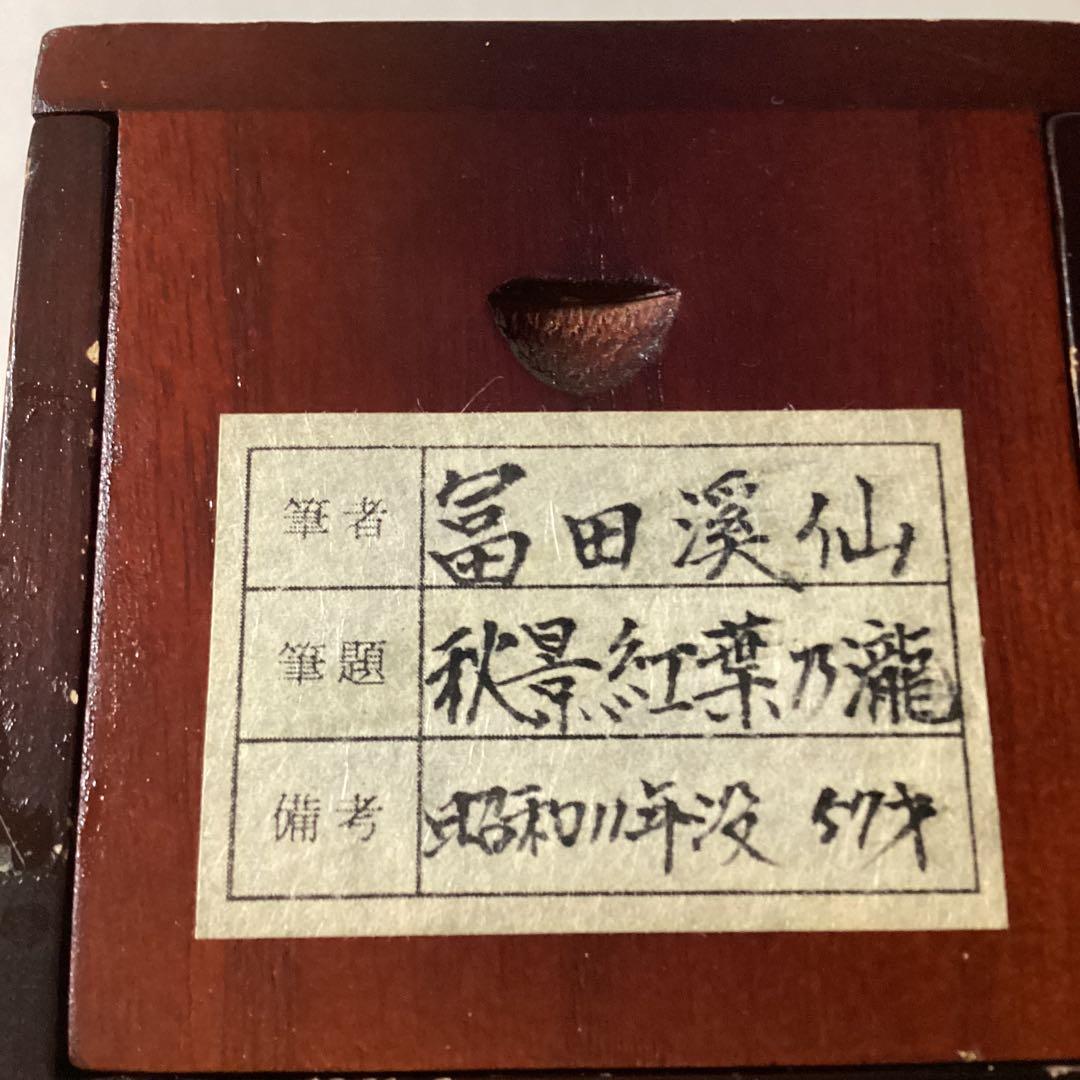 筆者 冨田溪仙
筆題 秋景紅葉乃瀧
備考 昭和11年没 57才